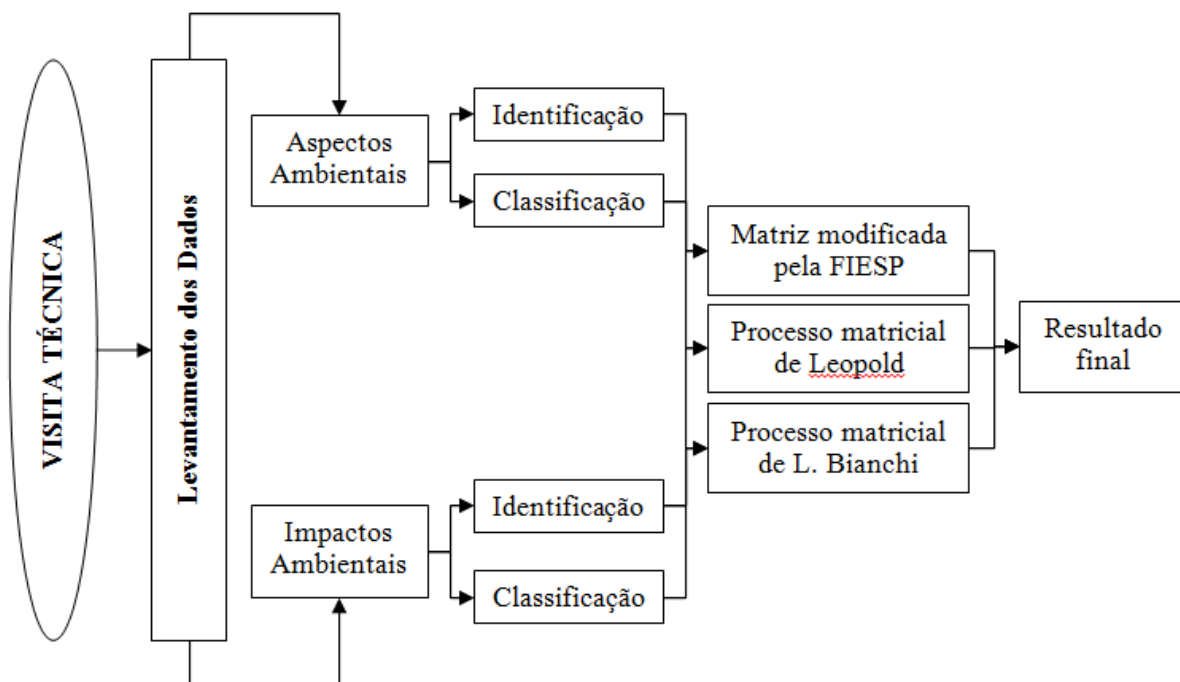 VISITA TÉCNICA
Levantamento dos Dados
Aspectos
Ambientais
Identificação
Classificação
Impactos
Ambientais
Identificação
Classificação
Matriz modificada
pela FIESP
Processo matricial
de Leopold
Processo matricial
de L. Bianchi
Resultado
final